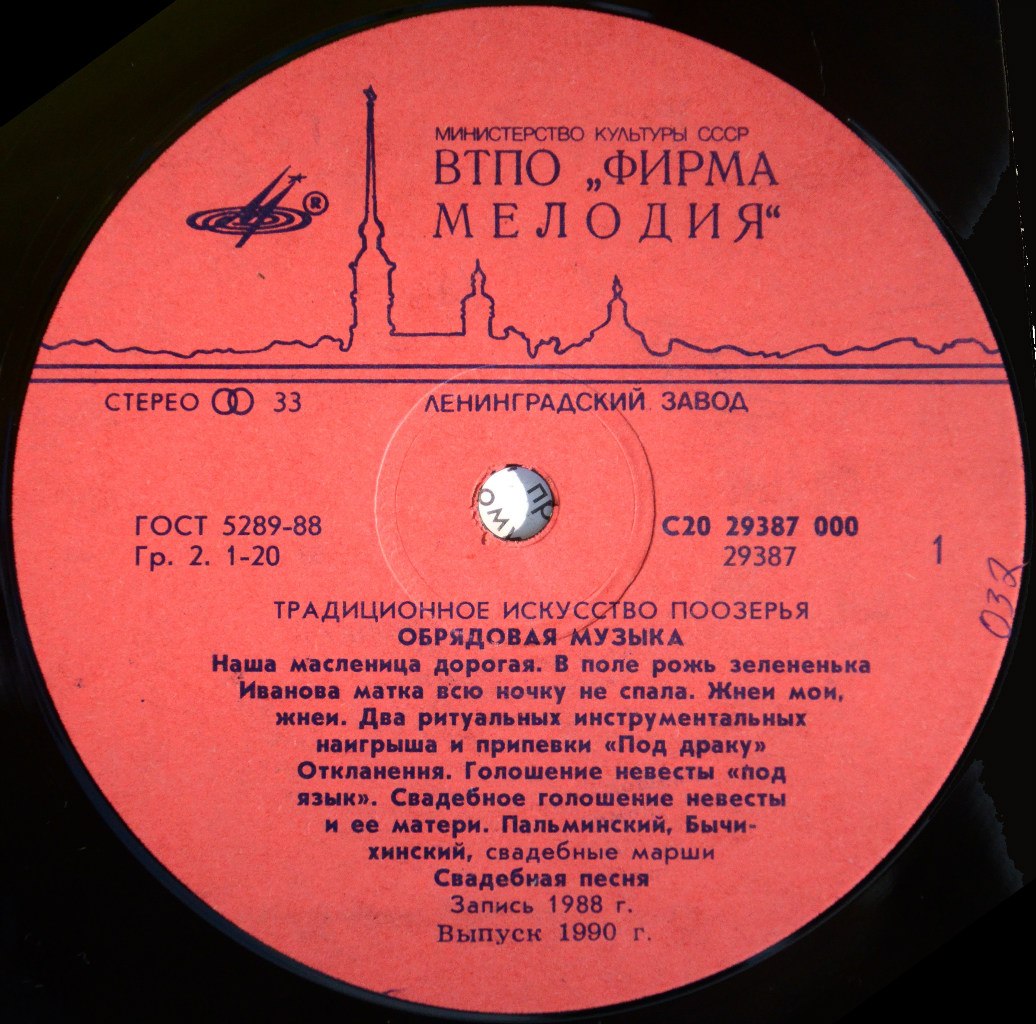 МИНИСТЕРСТВО КУЛЬТУРЫ СССР
ВТПО „ФИРМА
МЕЛОДИЯ“
®
СТЕРЕО 33
ЛЕНИНГРАДСКИЙ ЗАВОД
ГОСТ 5289-88
Гр. 2. 1-20
С20 29387 000
29387
1
032
ТРАДИЦИОННОЕ ИСКУССТВО ПООЗЕРЬЯ
ОБРЯДОВАЯ МУЗЫКА
Наша масленица дорогая. В поле рожь зелененька
Иванова матка всю ночку не спала. Жнеи мои,
жнеи. Два ритуальных инструментальных
наигрыша и припевки «Под драку»
Откланення. Голошение невесты «под
язык». Свадебное голошение невесты
и ее матери. Пальминский, Бычи-
хинский, свадебные марши
Свадебная песня
Запись 1988 г.
Выпуск 1990 г.